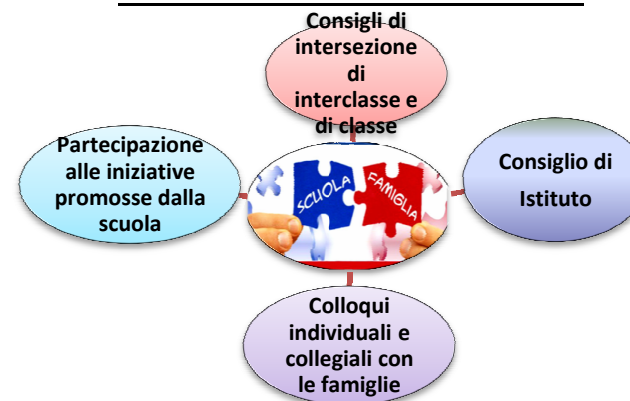 Consigli di
intersezione
di
interclasse e
di classe
Partecipazione
alle iniziative
promosse dalla
scuola
SCUOLA
FAMIGLIA
Consiglio di
Istituto
Colloqui
individuali e
collegiali con
le famiglie